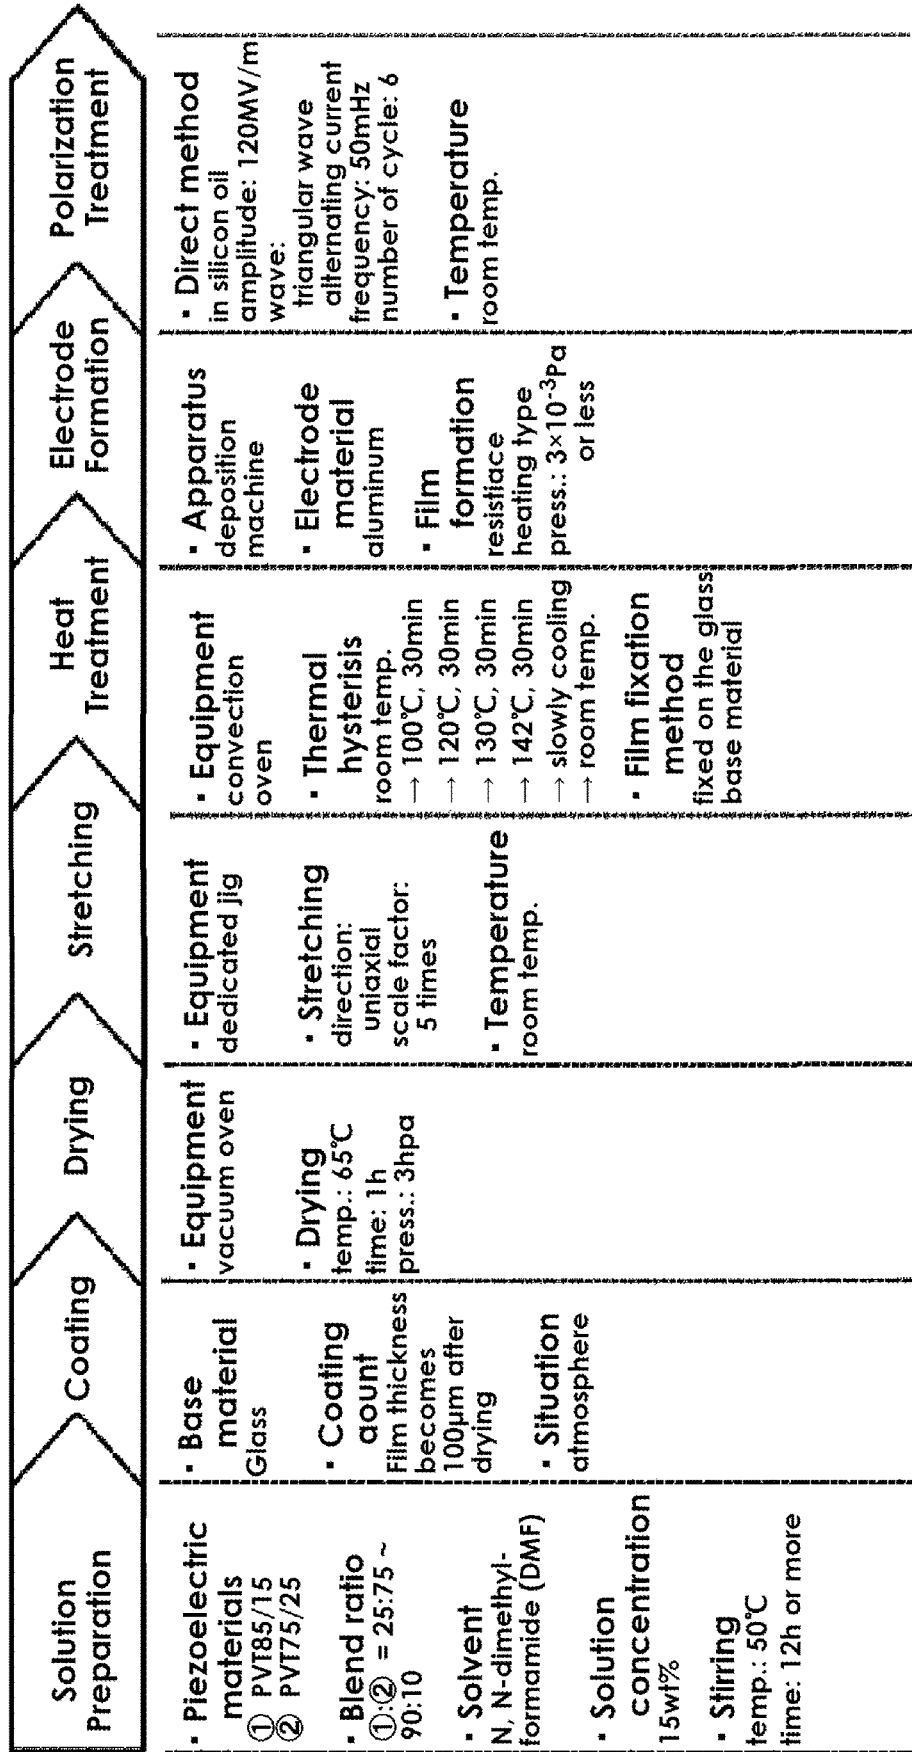 Solution
Preparation
Coating
Drying
Stretching
Heat
Treatment
Electrode
Formation
Polarization
Treatment
• Piezoelectric
materials
① PVT85/15
② PVT75/25
• Blend ratio
①:② = 25:75 ~
90:10
• Solvent
N, N-dimethyl-
formamide (DMF)
• Solution
concentration
15wt%
• Stirring
temp.: 50℃
time: 12h or more
• Base
material
Glass
• Coating
aount
Film thickness
becomes
100μm after
drying
• Situation
atmosphere
• Equipment
vacuum oven
• Drying
temp.: 65℃
time: 1h
press.: 3hpa
• Equipment
dedicated jig
• Stretching
direction:
uniaxial
scale factor:
5 times
• Temperature
room temp.
• Equipment
convection
oven
• Thermal
hysterisis
room temp.
→ 100℃, 30min
→ 120℃, 30min
→ 130℃, 30min
→ 142℃, 30min
→ slowly cooling
→ room temp.
• Film fixation
method
fixed on the glass
base material
• Apparatus
deposition
machine
• Electrode
material
aluminum
• Film
formation
resistiace
heating type
press.: 3×10⁻³Pa
or less
• Direct method
in silicon oil
amplitude: 120MV/m
wave:
triangular wave
alternating current
frequency: 50mHz
number of cycle: 6
• Temperature
room temp.